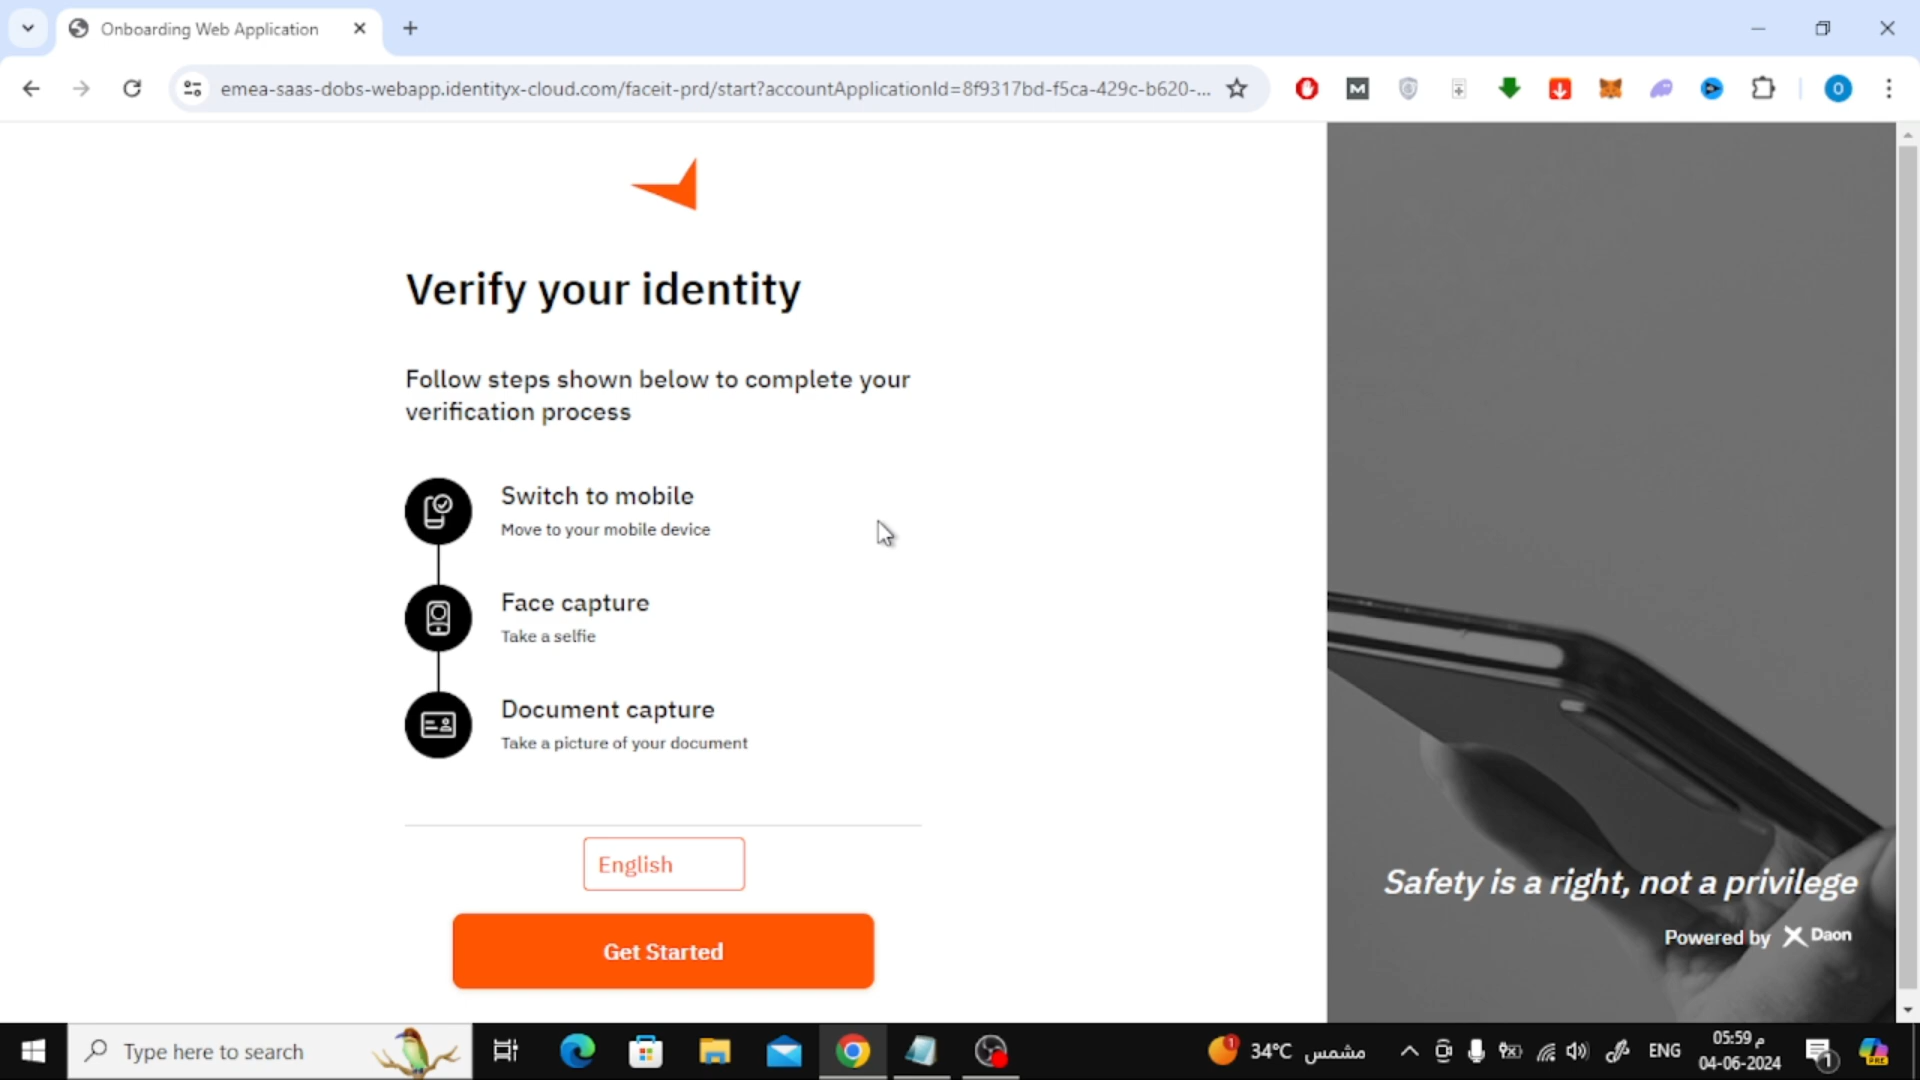 Onboarding Web Application
emea-saas-dobs-webapp.identityx-cloud.com/faceit-prd/start?accountApplicationId=8f9317bd-f5ca-429c-b620-...
O
Verify your identity
Follow steps shown below to complete your
verification process
Switch to mobile
Move to your mobile device
Face capture
Take a selfie
Document capture
Take a picture of your document
English
Get Started
Safety is a right, not a privilege
Powered by Daon
Type here to search
1
34°C مشمس
ENG
05:59 م
04-06-2024
1
PRE